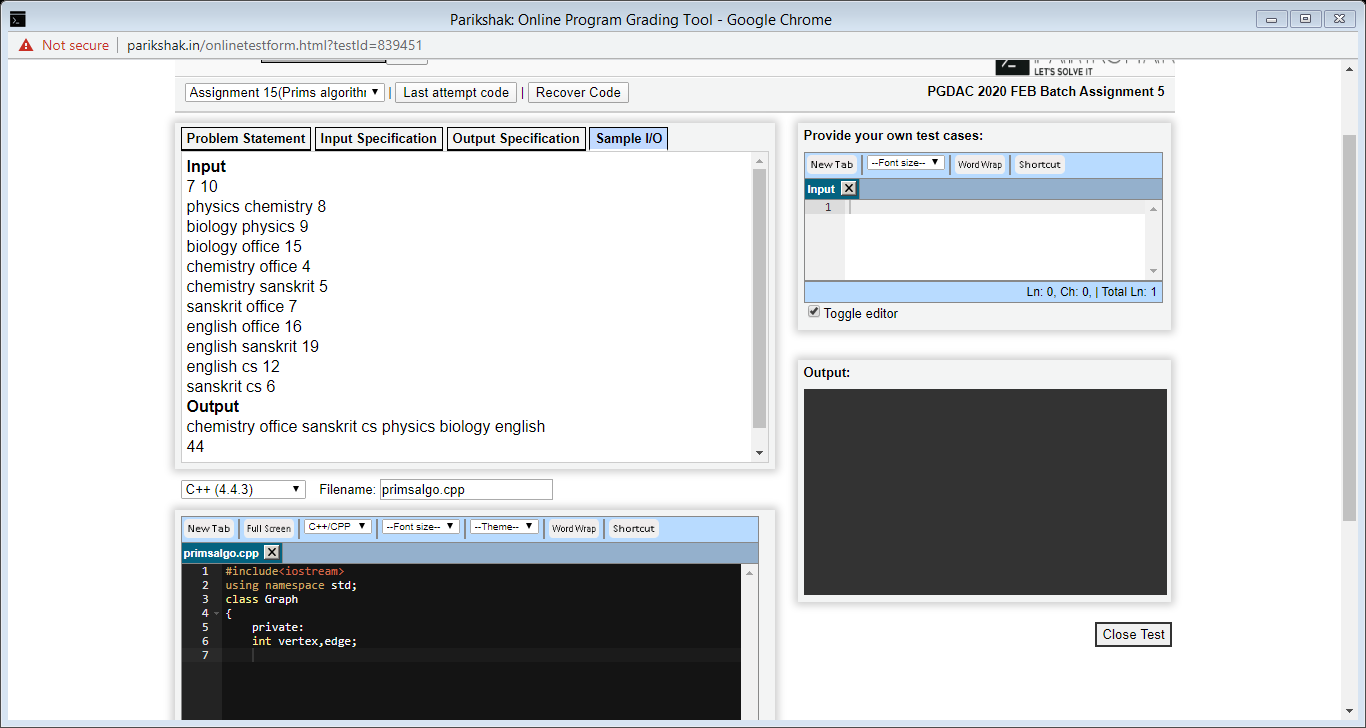 Parikshak: Online Program Grading Tool - Google Chrome
Not secure | parikshak.in/onlinetestform.html?testId=839451
LET'S SOLVE IT
Assignment 15(Prims algorithm | Last attempt code | Recover Code
PGDAC 2020 FEB Batch Assignment 5
Problem Statement Input Specification Output Specification Sample I/O
Input
7 10
physics chemistry 8
biology physics 9
biology office 15
chemistry office 4
chemistry sanskrit 5
sanskrit office 7
english office 16
english sanskrit 19
english cs 12
sanskrit cs 6
Output
chemistry office sanskrit cs physics biology english
44
C++ (4.4.3) Filename: primsalgo.cpp
New Tab Full Screen C++/CPP --Font size-- --Theme-- Word Wrap Shortcut
primsalgo.cpp X
1 #include<iostream>
2 using namespace std;
3 class Graph
4 {
5 private:
6 int vertex,edge;
7
Provide your own test cases:
New Tab --Font size-- Word Wrap Shortcut
Input X
1
Ln: 0, Ch: 0, | Total Ln: 1
Toggle editor
Output:
Close Test